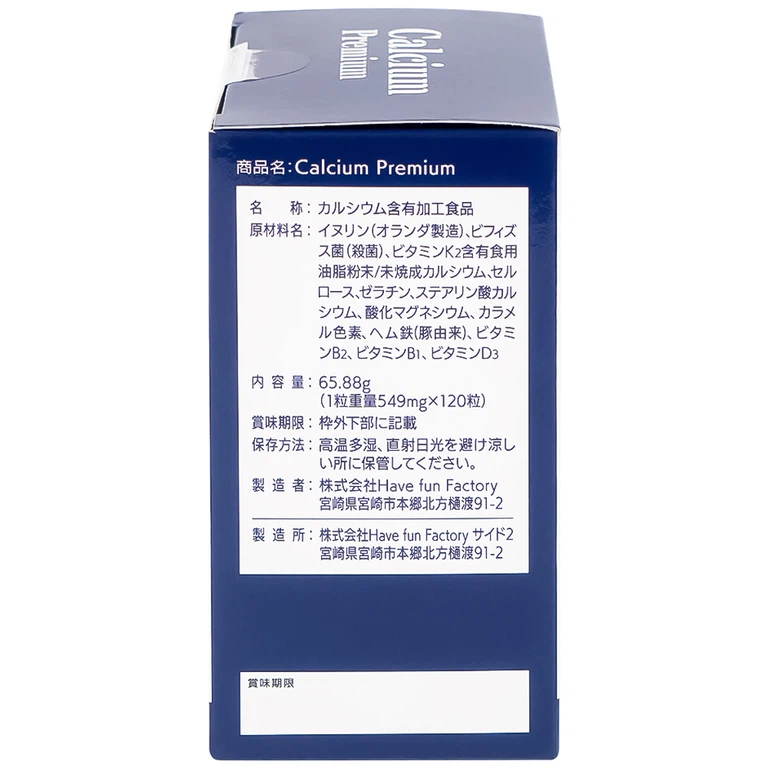 Calcium
Premium
商品名:Calcium Premium
名　称:カルシウム含有加工食品
原材料名:イヌリン(オランダ製造)、ビフィズ
ス菌(殺菌)、ビタミンK2含有食用
油脂粉末/未焼成カルシウム、セル
ロース、ゼラチン、ステアリン酸カル
シウム、酸化マグネシウム、カラメ
ル色素、ヘム鉄(豚由来)、ビタミ
ンB2、ビタミンB1、ビタミンD3
内容量:65.88g
(1粒重量549mg×120粒)
賞味期限:枠外下部に記載
保存方法:高温多湿、直射日光を避け涼し
い所に保管してください。
製造者:株式会社Have fun Factory
宮崎県宮崎市本郷北方樋渡91-2
製造所:株式会社Have fun Factory サイド2
宮崎県宮崎市本郷北方樋渡91-2
賞味期限